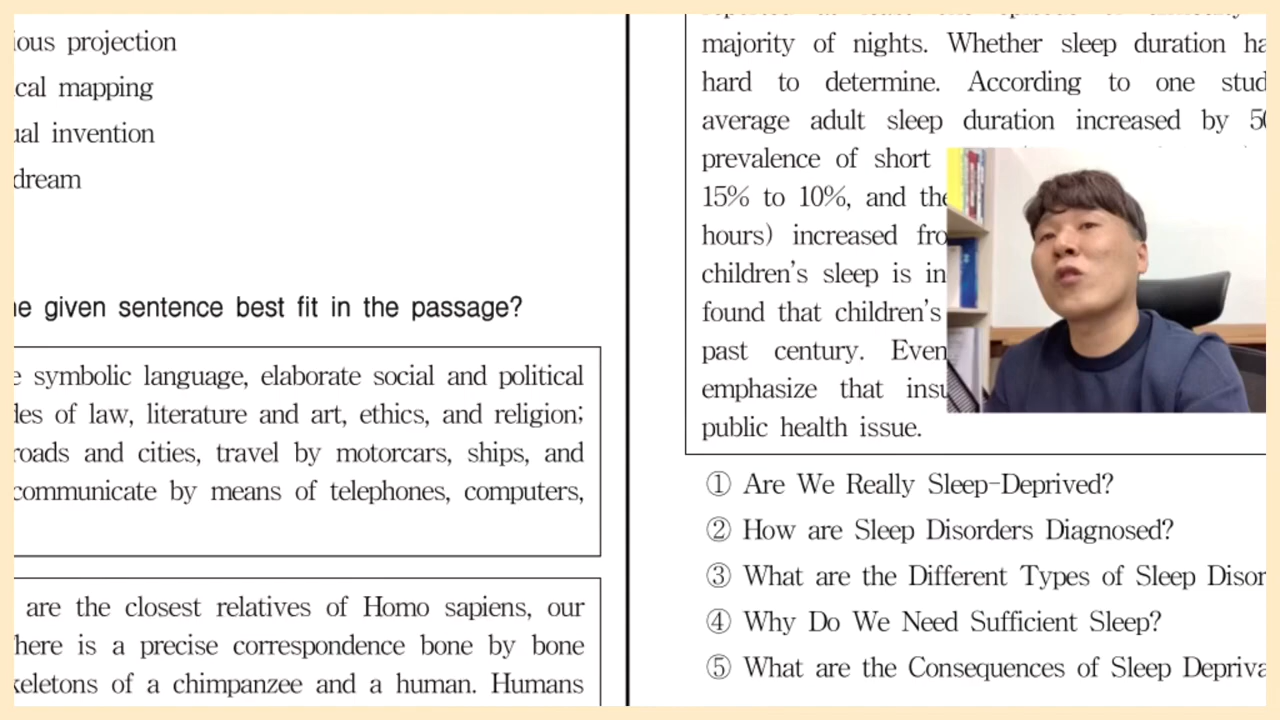 ious projection
cal mapping
ual invention
dream
given sentence best fit in the passage?
symbolic language, elaborate social and political
of law, literature and art, ethics, and religion;
roads and cities, travel by motorcars, ships, and
communicate by means of telephones, computers,
are the closest relatives of Homo sapiens, our
here is a precise correspondence bone by bone
keletons of a chimpanzee and a human. Humans
majority of nights. Whether sleep duration ha
hard to determine. According to one stud
average adult sleep duration increased by 50
prevalence of short
15% to 10%, and the
hours) increased fro
children's sleep is in
found that children's
past century. Even
emphasize that insu
public health issue.
① Are We Really Sleep-Deprived?
② How are Sleep Disorders Diagnosed?
③ What are the Different Types of Sleep Disor
④ Why Do We Need Sufficient Sleep?
⑤ What are the Consequences of Sleep Depriva